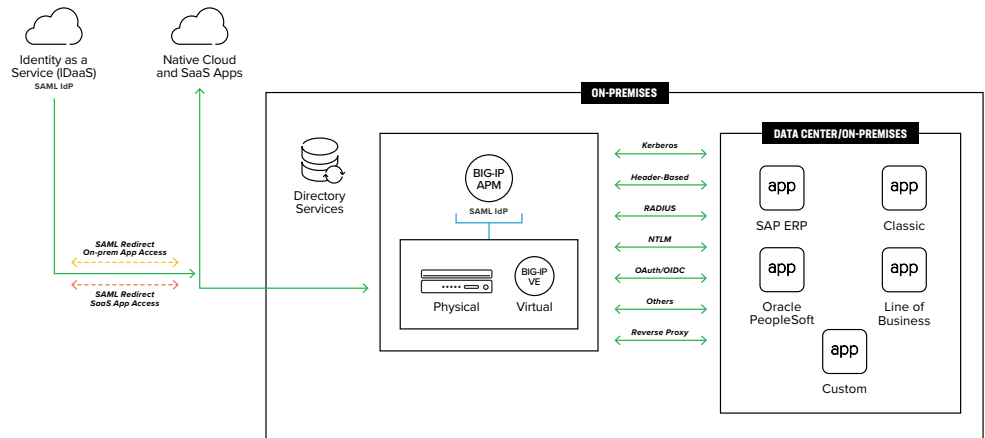 Identity as a
Service (IDaaS)
SAML IdP
Native Cloud
and SaaS Apps
ON-PREMISES
SAML Redirect
On-prem App Access
SAML Redirect
SaaS App Access
Directory
Services
BIG-IP
APM
SAML IdP
Physical
BIG-IP
VE
Virtual
Kerberos
Header-Based
RADIUS
NTLM
OAuth/OIDC
Others
Reverse Proxy
DATA CENTER/ON-PREMISES
app
SAP ERP
app
Classic
app
Oracle
PeopleSoft
app
Line of
Business
app
Custom